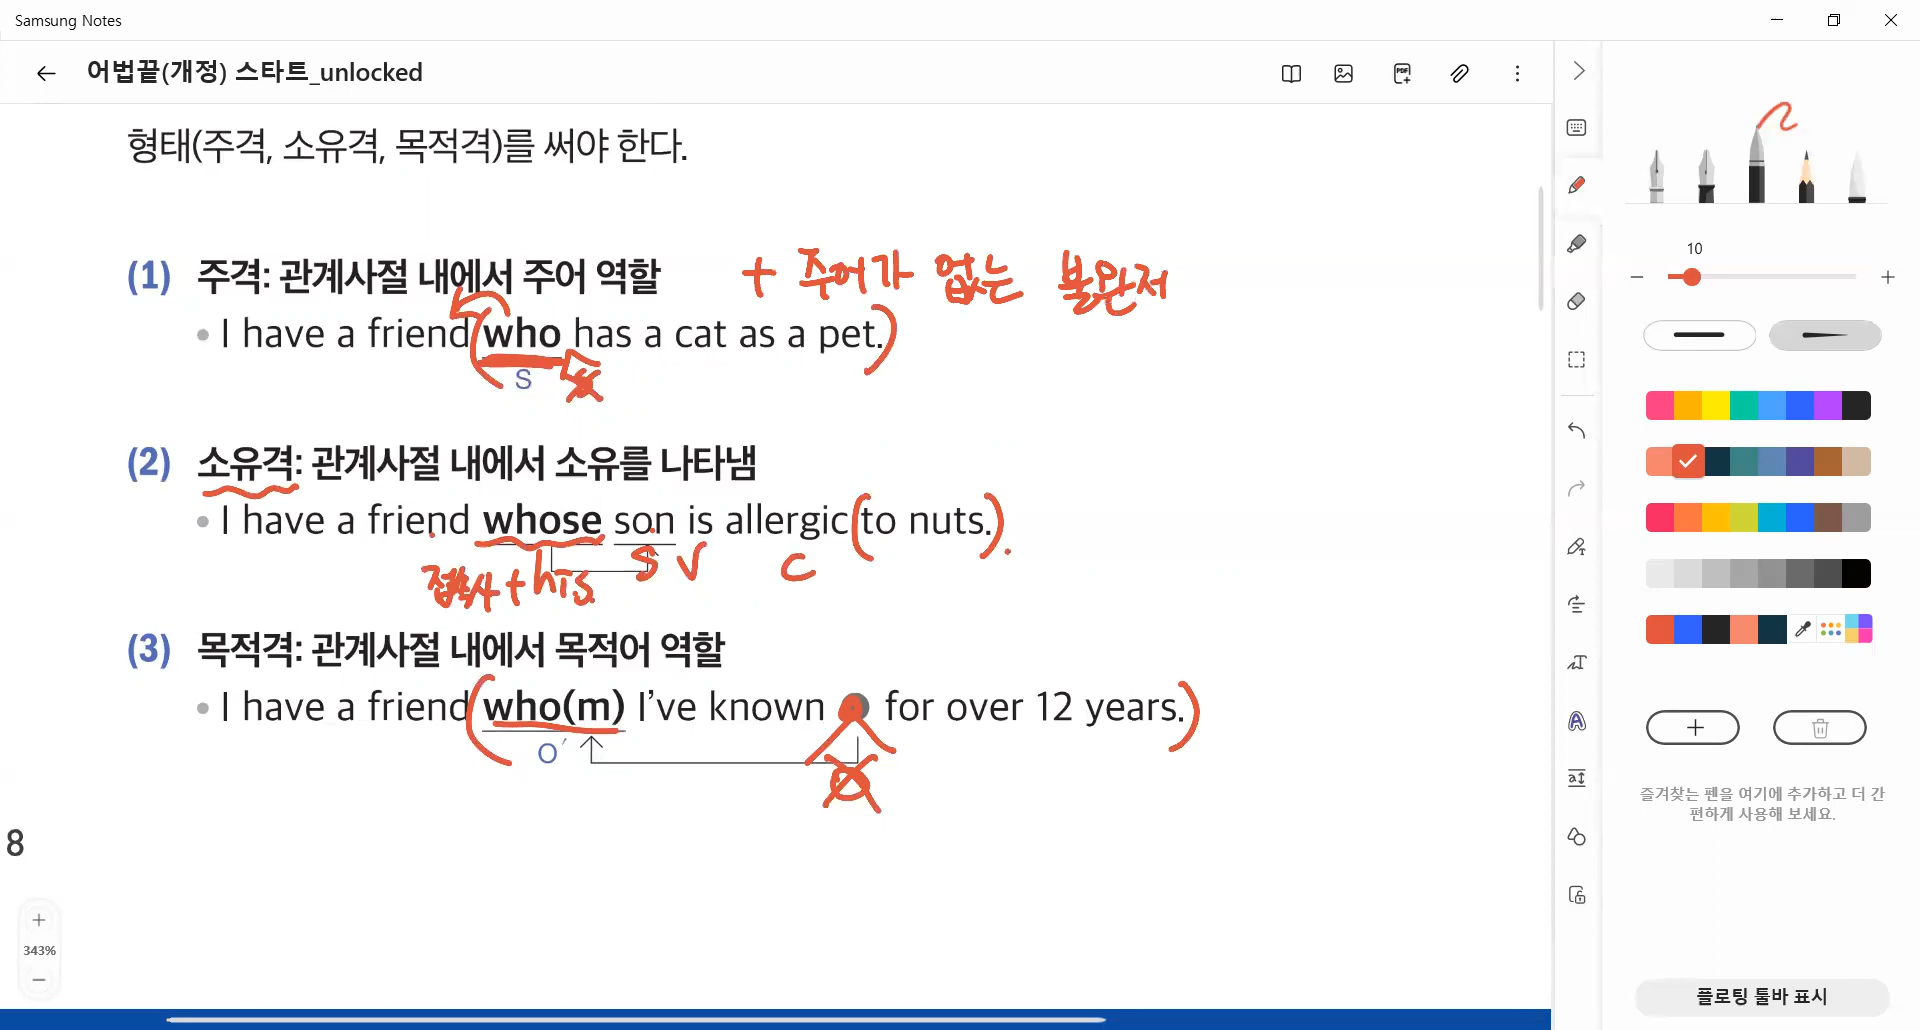 Samsung Notes
어법끝(개정) 스타트_unlocked
형태(주격, 소유격, 목적격)를 써야 한다.
(1) 주격: 관계사절 내에서 주어 역할 + 주어가 없는 불완저
• I have a friend who has a cat as a pet.)
S
(2) 소유격: 관계사절 내에서 소유를 나타냄
• I have a friend whose son is allergic (to nuts.).
S V C
접속사 + his
(3) 목적격: 관계사절 내에서 목적어 역할
• I have a friend (who(m) I've known for over 12 years.)
O′
8
343%
10
즐겨찾는 펜을 여기에 추가하고 더 간
편하게 사용해 보세요.
플로팅 툴바 표시